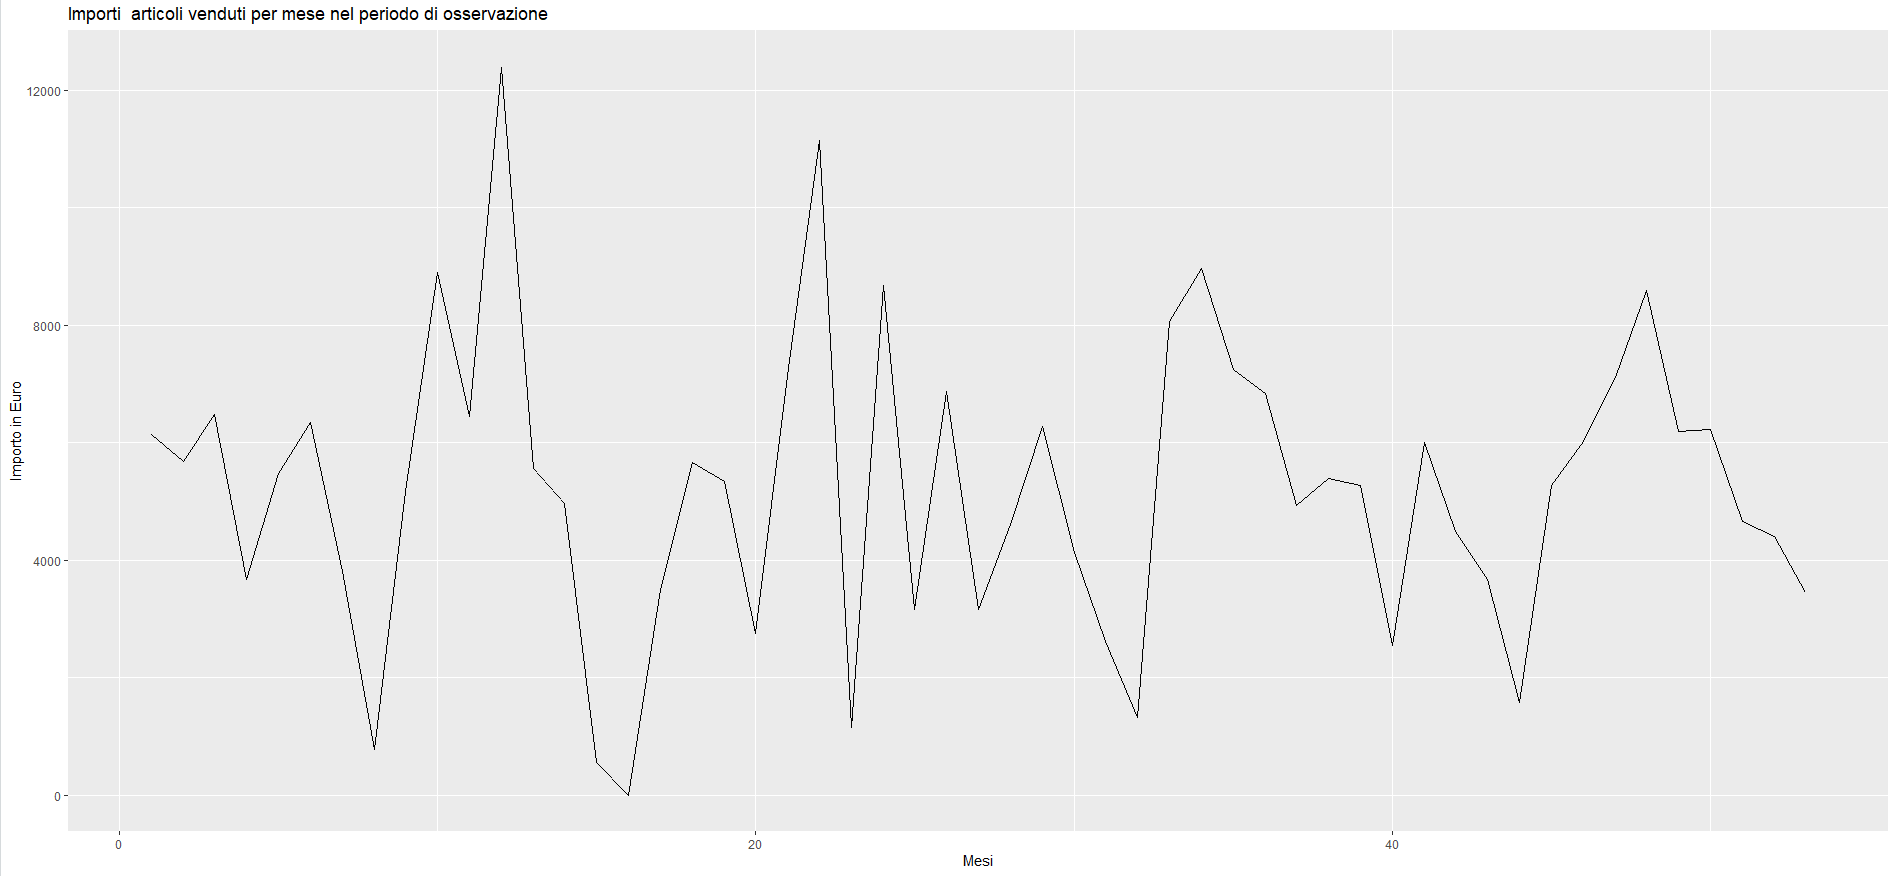 Importi  articoli venduti per mese nel periodo di osservazione
12000
8000
4000
0
Importo in Euro
0
20
40
Mesi